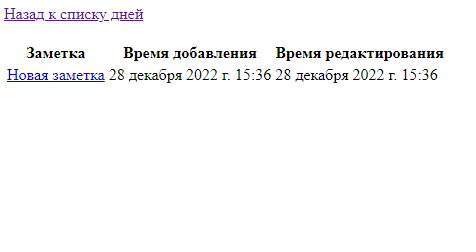 Назад к списку дней
Заметка Время добавления Время редактирования
Новая заметка 28 декабря 2022 г. 15:36 28 декабря 2022 г. 15:36